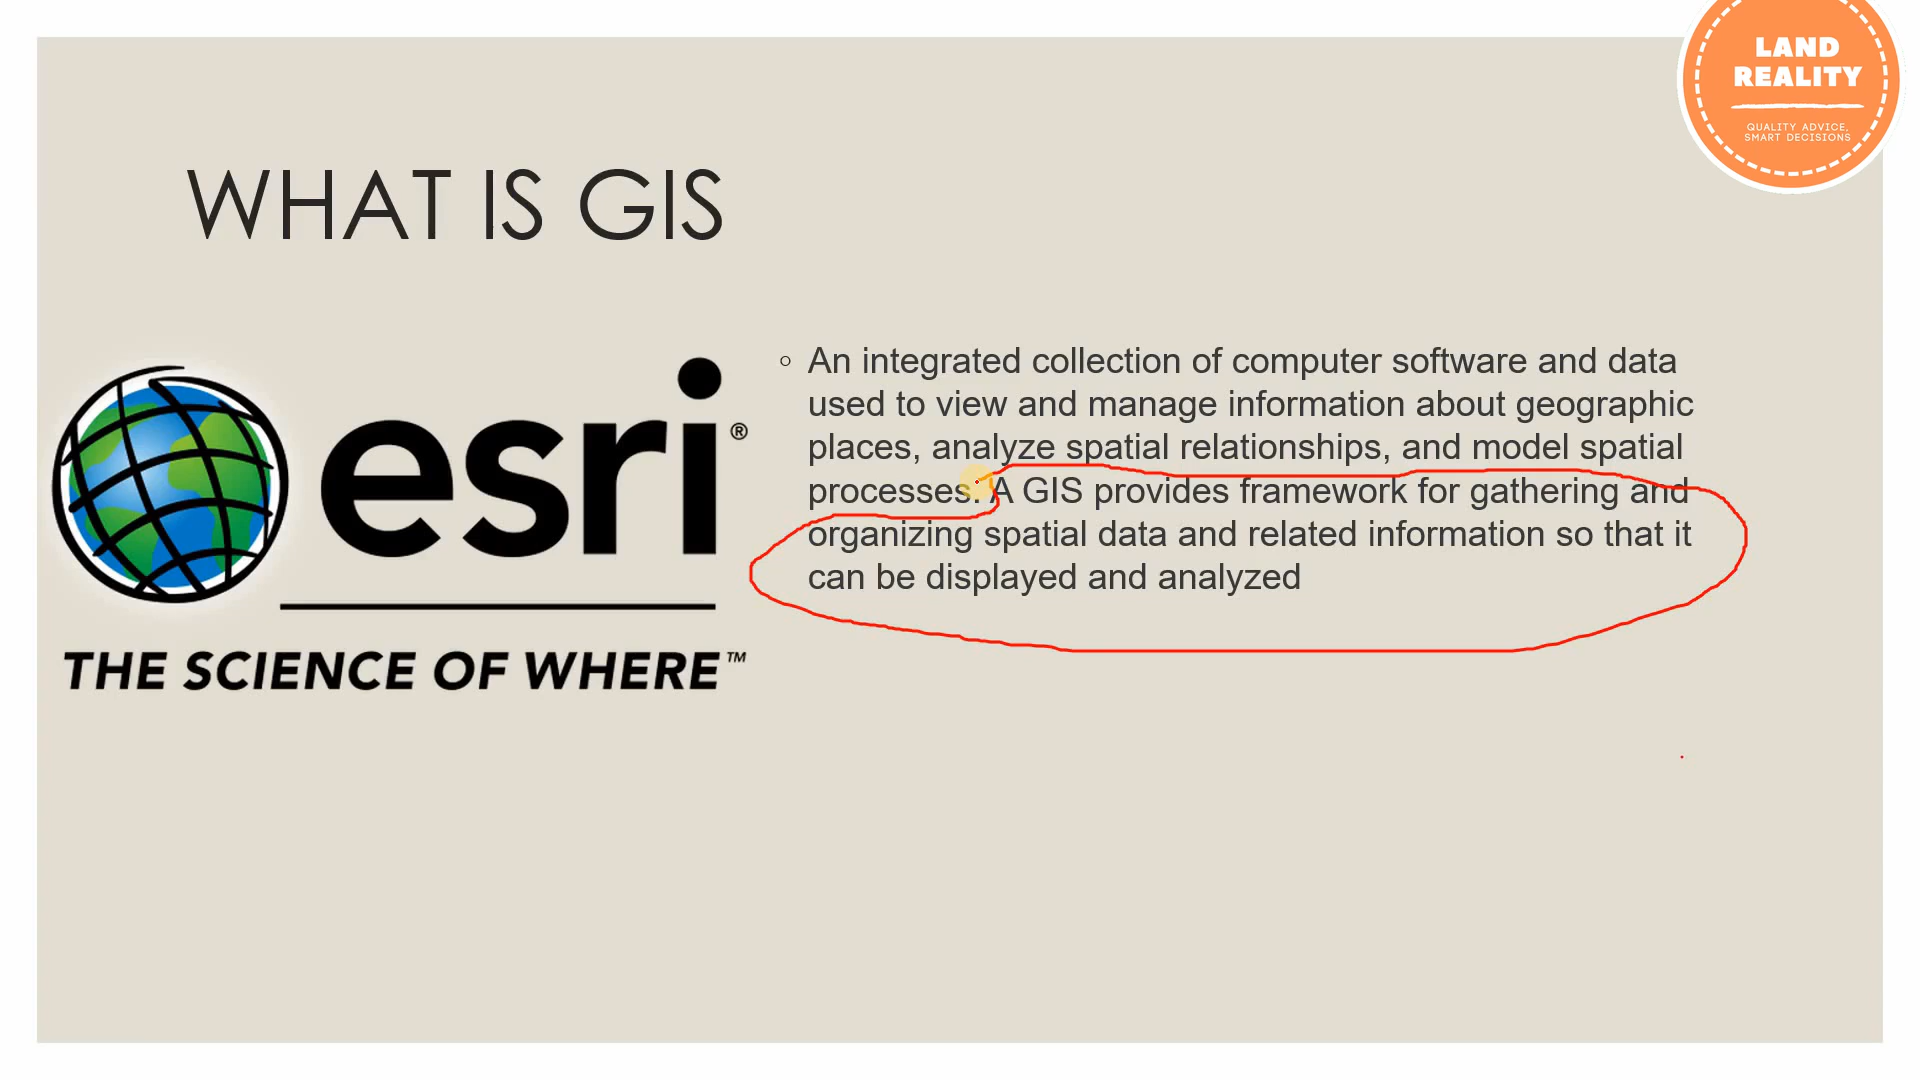 LAND
REALITY
QUALITY ADVICE,
SMART DECISIONS
WHAT IS GIS
esri®
THE SCIENCE OF WHERE™
◦ An integrated collection of computer software and data
used to view and manage information about geographic
places, analyze spatial relationships, and model spatial
processes. A GIS provides framework for gathering and
organizing spatial data and related information so that it
can be displayed and analyzed